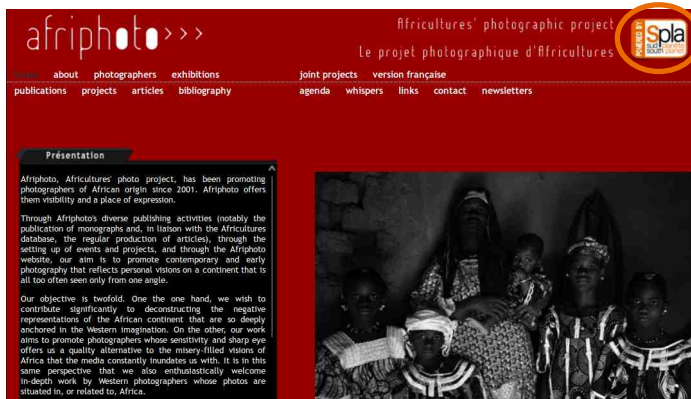 afriphoto>>>
Africultures' photographic project
Le projet photographique d'Africultures
POWERED BY:
Spla
sud planète
south planet
home about photographers exhibitions joint projects version française
publications projects articles bibliography agenda whispers links contact newsletters
Présentation
Afriphoto, Africultures' photo project, has been promoting
photographers of African origin since 2001. Afriphoto offers
them visibility and a place of expression.
Through Afriphoto's diverse publishing activities (notably the
publication of monographs and, in liaison with the Africultures
database, the regular production of articles), through the
setting up of events and projects, and through the Afriphoto
website, our aim is to promote contemporary and early
photography that reflects personal visions on a continent that is
all too often seen only from one angle.
Our objective is twofold. One the one hand, we wish to
contribute significantly to deconstructing the negative
representations of the African continent that are so deeply
anchored in the Western imagination. On the other, our work
aims to promote photographers whose sensitivity and sharp eye
offers us a quality alternative to the misery-filled visions of
Africa that the media constantly inundates us with. It is in this
same perspective that we also enthusiastically welcome
in-depth work by Western photographers whose photos are
situated in, or related to, Africa.